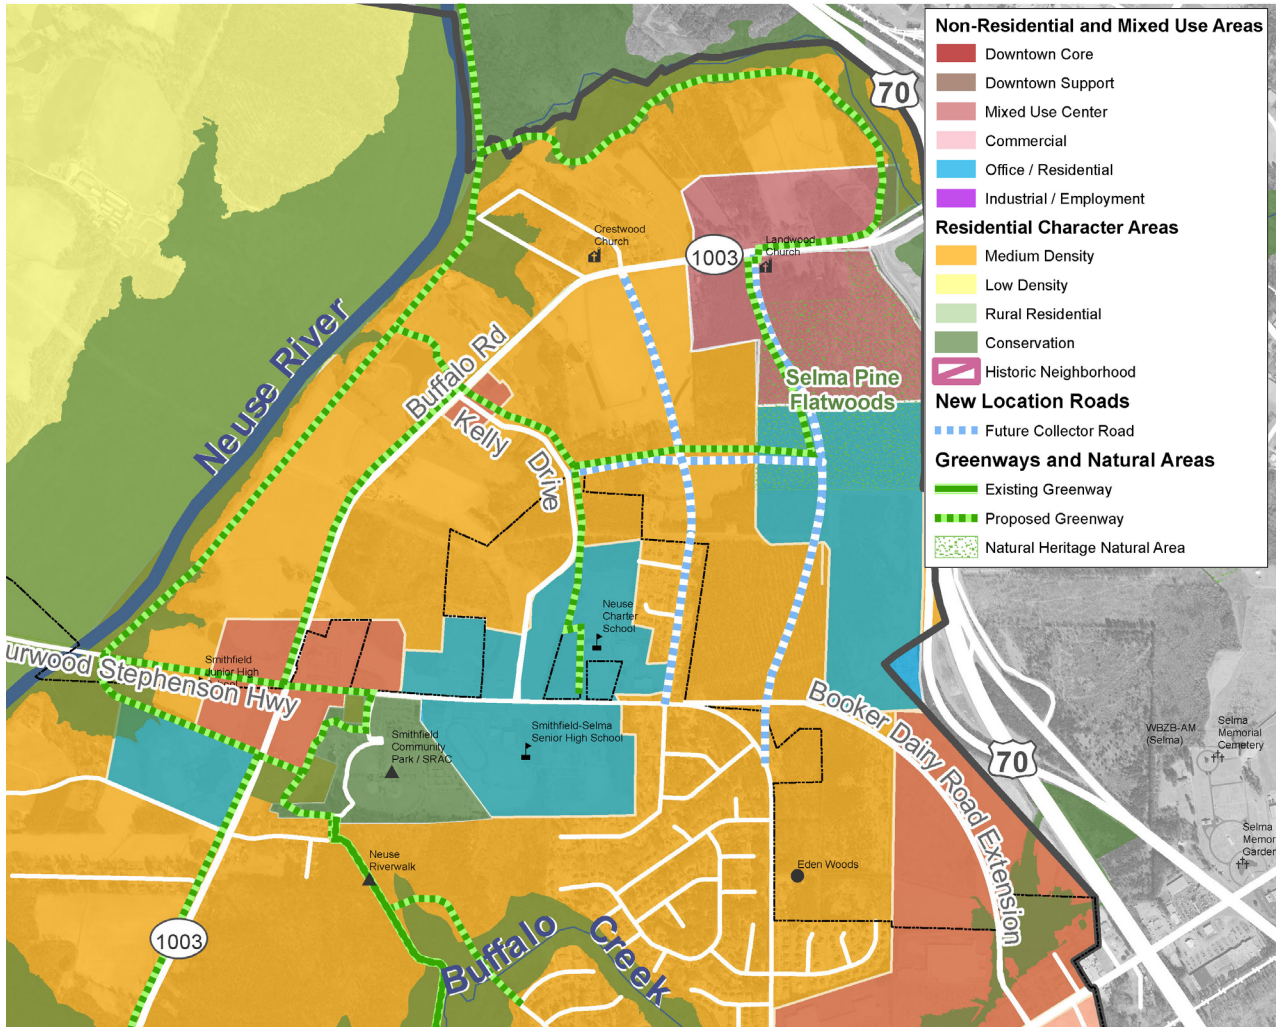 Non-Residential and Mixed Use Areas
Downtown Core
Downtown Support
Mixed Use Center
Commercial
Office / Residential
Industrial / Employment
Residential Character Areas
Medium Density
Low Density
Rural Residential
Conservation
Historic Neighborhood
New Location Roads
Future Collector Road
Greenways and Natural Areas
Existing Greenway
Proposed Greenway
Natural Heritage Natural Area
70
Crestwood
Church
1003
Landwood
Church
Neuse River
Buffalo Rd
Kelly
Drive
Selma Pine
Flatwoods
Neuse
Charter
School
Smithfield
Junior High
urwood Stephenson Hwy
Smithfield
Community
Park / SRAC
Smithfield-Selma
Senior High School
Booker Dairy Road Extension
70
WBZB-AM
(Selma)
Selma
Memorial
Cemetery
Selma
Memor
Garden
Neuse
Riverwalk
Eden Woods
1003
Buffalo Creek